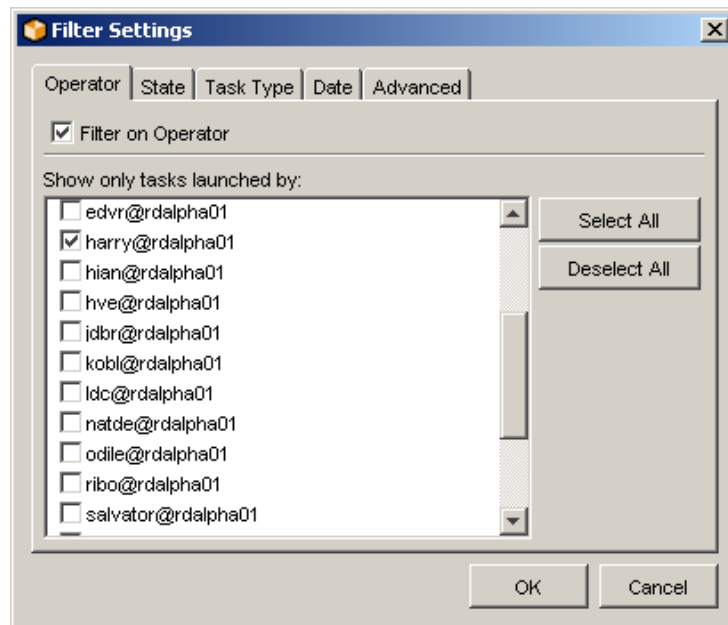 Filter Settings
Operator State Task Type Date Advanced
Filter on Operator
Show only tasks launched by:
edvr@rdalpha01
harry@rdalpha01
hian@rdalpha01
hve@rdalpha01
jdbr@rdalpha01
kobl@rdalpha01
ldc@rdalpha01
natde@rdalpha01
odile@rdalpha01
ribo@rdalpha01
salvator@rdalpha01
Select All
Deselect All
OK Cancel